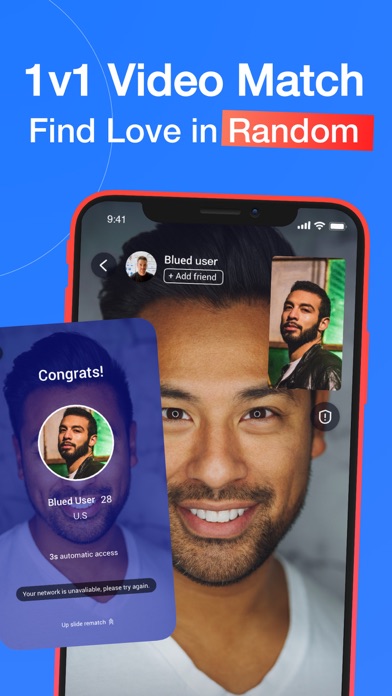 1v1 Video Match
Find Love in Random
9:41
Blued user
+ Add friend
Congrats!
Blued User 28
U.S
3s automatic access
Your network is unavaliable, please try again.
Up slide rematch